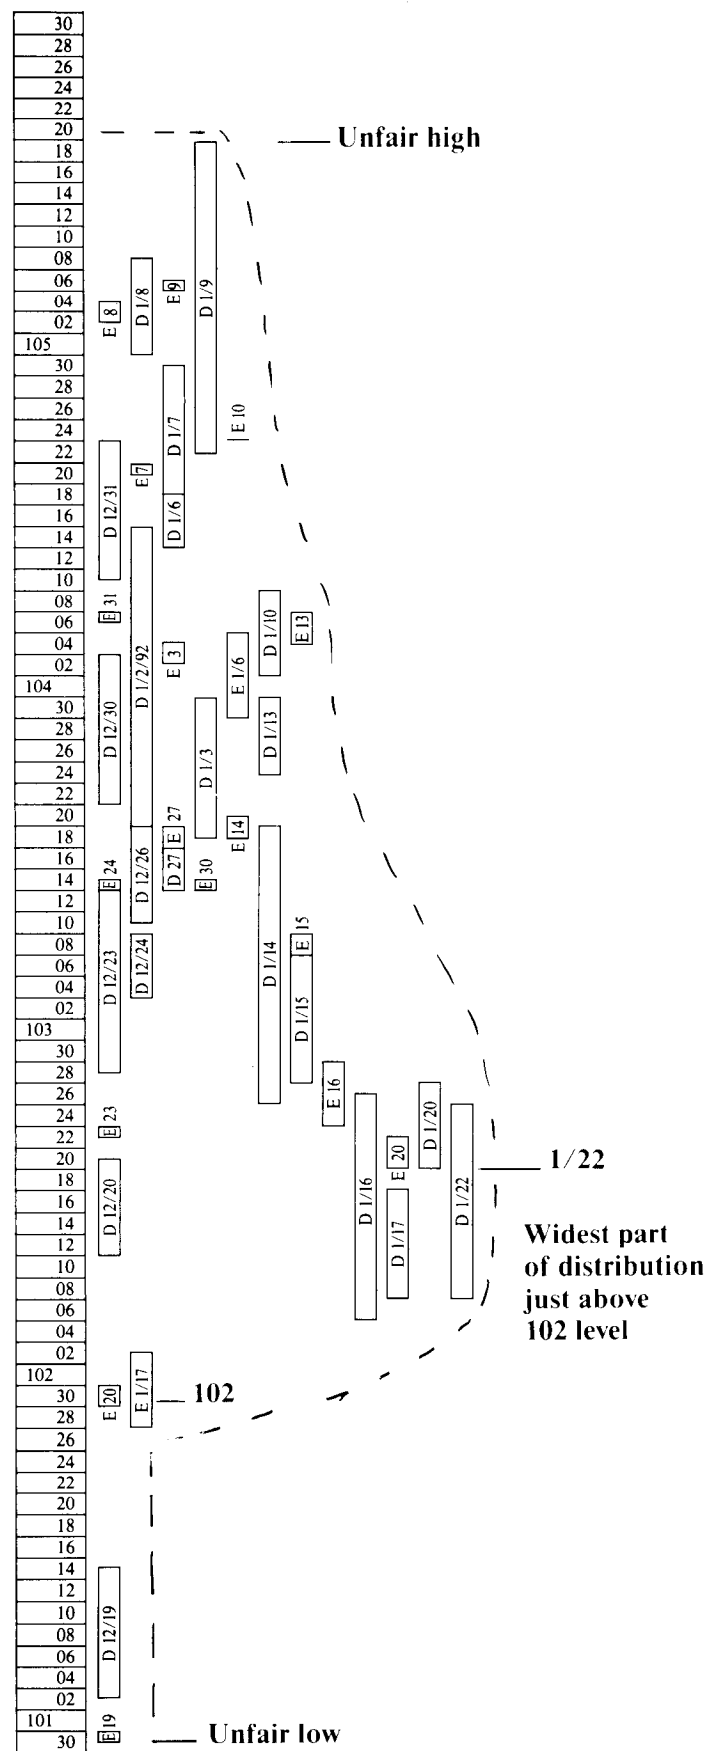 30
28
26
24
22
20
Unfair high
18
16
14
12
10
08
06
04
02
105
E 8
D 1/8
E 9
D 1/9
30
28
26
24
22
20
18
16
14
12
10
08
06
04
02
104
D 12/31
E 7
D 1/7
D 1/6
E 10
E 31
D 1/2/92
E 3
E 1/6
D 1/10
E 13
30
28
26
24
22
20
18
16
14
12
10
08
06
04
02
103
D 12/30
D 1/3
D 1/13
E 27
E 14
E 24
D 12/26
D 27
E 30
D 12/23
D 12/24
D 1/14
E 15
D 1/15
30
28
26
24
22
20
18
16
14
12
10
08
06
04
02
102
E 16
E 23
D 12/20
D 1/16
E 20
D 1/17
D 1/20
D 1/22
1/22
Widest part
of distribution
just above
102 level
30
28
26
24
22
20
18
16
14
12
10
08
06
04
02
101
30
E 20
E 1/17
102
D 12/19
E 19
Unfair low